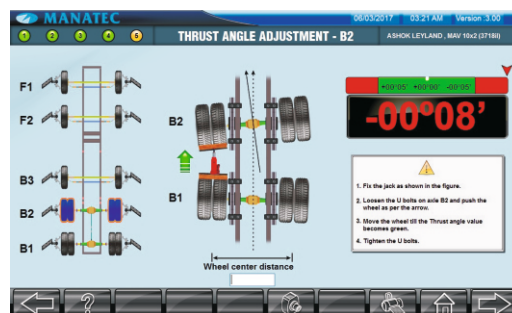 MANATEC
06/03/2017 03:21 AM Version :3.00
1 2 3 4 5
THRUST ANGLE ADJUSTMENT - B2
ASHOK LEYLAND , MAV 10x2 (3718il)
F1
F2
B3
B2
B1
B2
B1
Wheel center distance
+00°05' +00°00' -00°05'
-00°08'
1. Fix the jack as shown in the figure.
2. Loosen the U bolts on axle B2 and push the
wheel as per the arrow.
3. Move the wheel till the Thrust angle value
becomes green.
4. Tighten the U bolts.